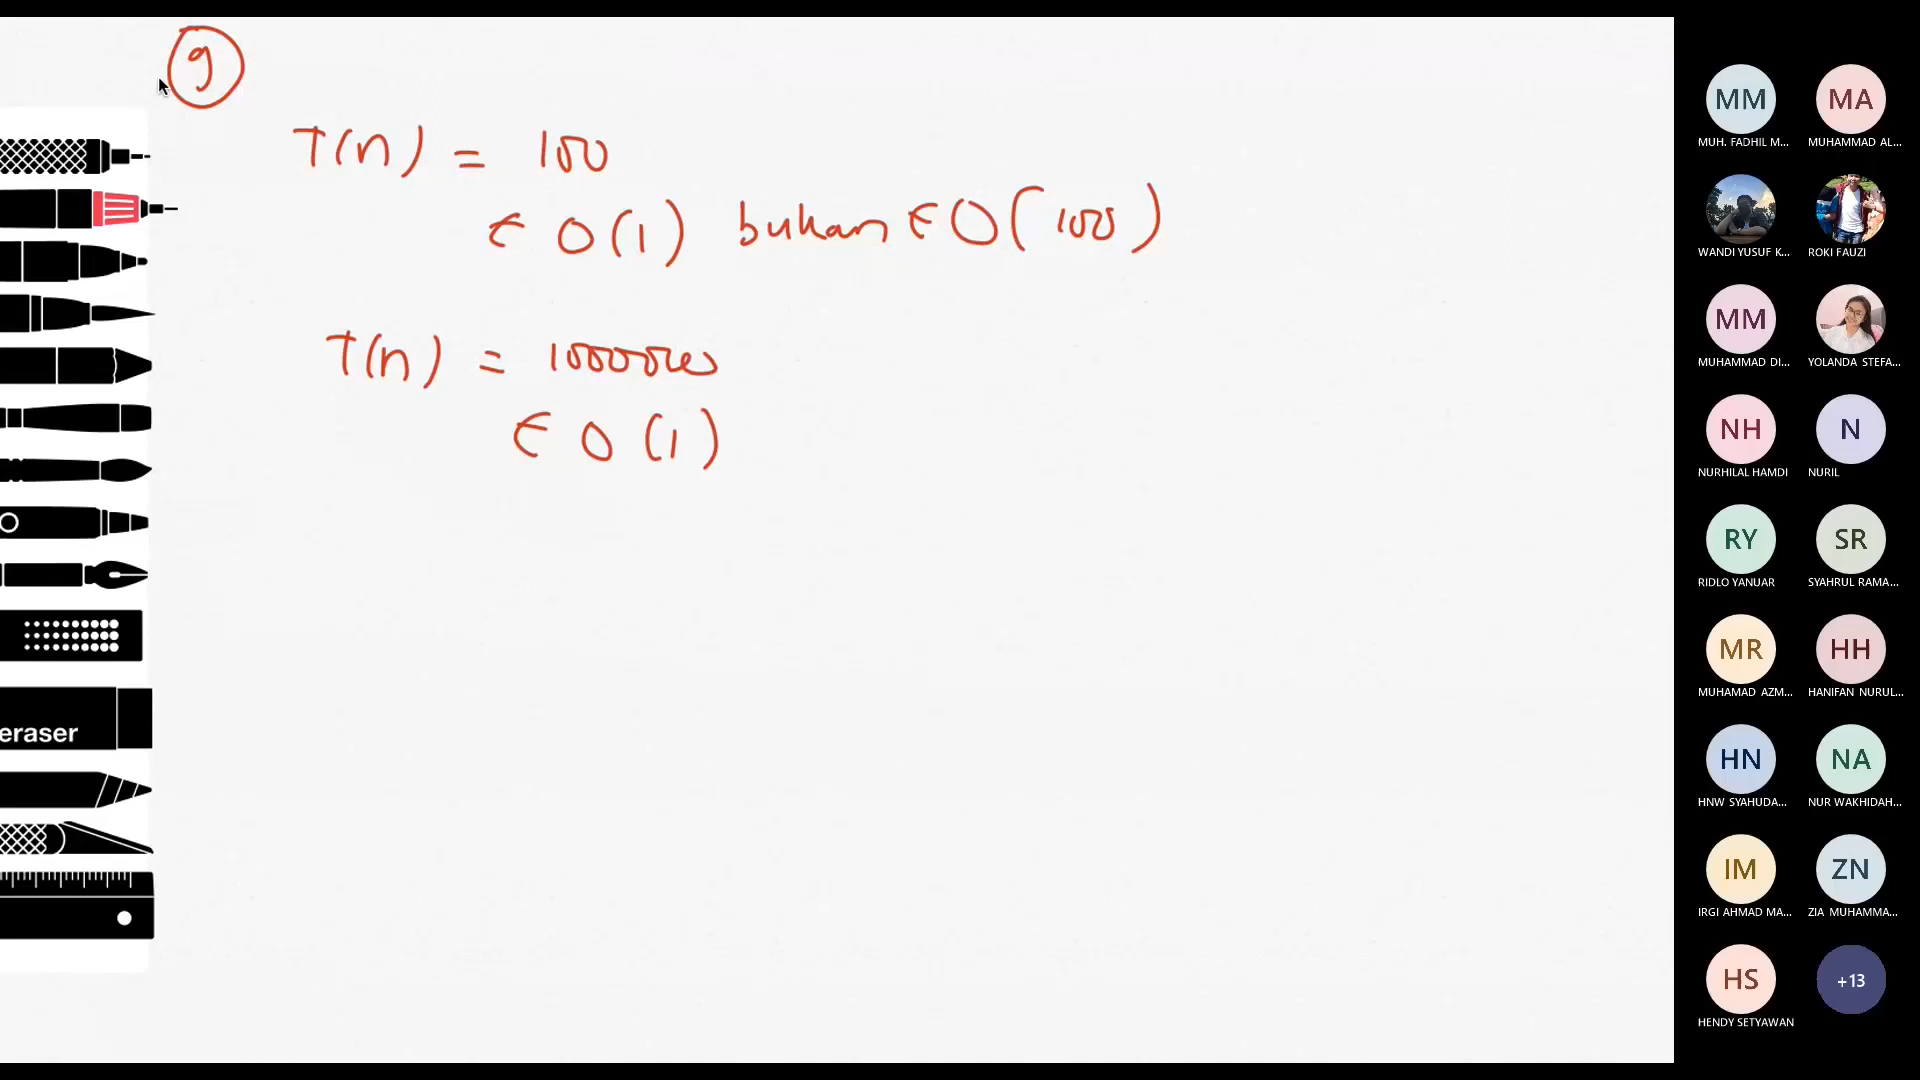 g
T(n) = 100
∈ O(1) bukan ∈ O(100)
T(n) =
∈ O(1)
eraser
MM
MUH. FADHIL M...
MA
MUHAMMAD AL...
WANDI YUSUF K...
ROKI FAUZI
MM
MUHAMMAD DI...
YOLANDA STEFA...
NH
NURHILAL HAMDI
N
NURIL
RY
RIDLO YANUAR
SR
SYAHRUL RAMA...
MR
MUHAMAD AZM...
HH
HANIFAN NURUL...
HN
HNW SYAHUDA...
NA
NUR WAKHIDAH...
IM
IRGI AHMAD MA...
ZN
ZIA MUHAMMA...
HS
HENDY SETYAWAN
+13